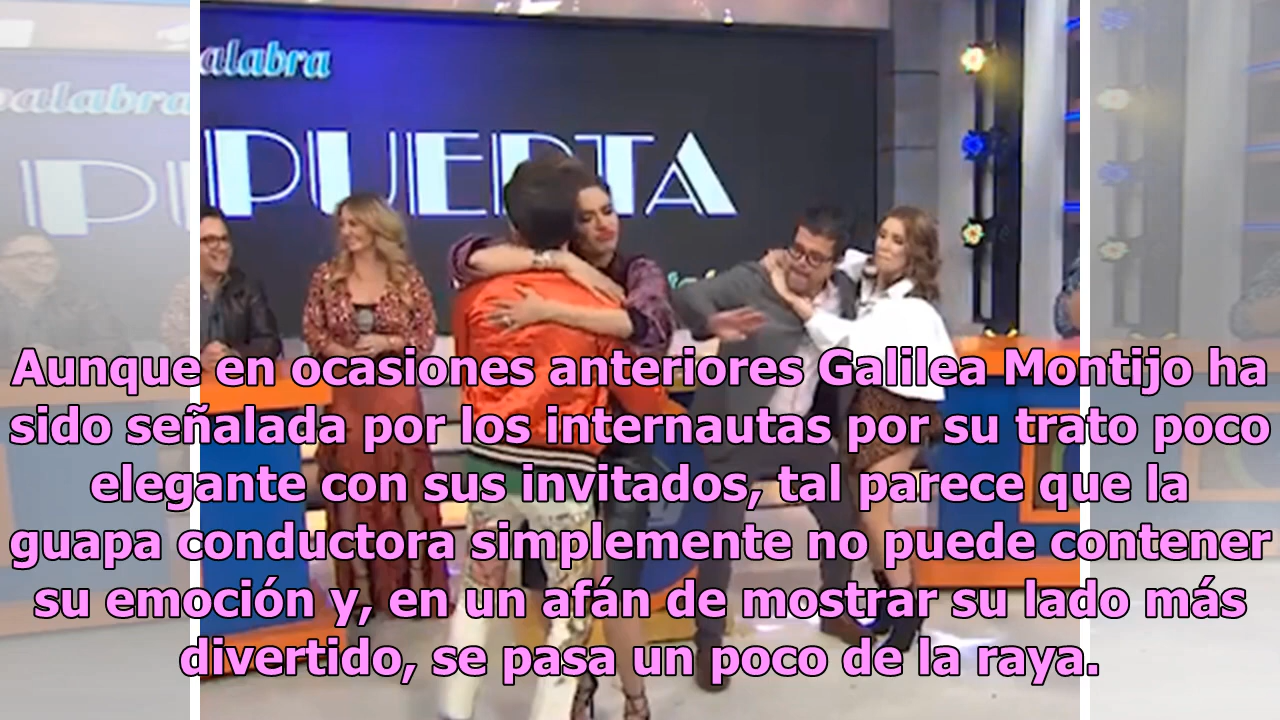 palabra
palabra
PUERTA
Aunque en ocasiones anteriores Galilea Montijo ha
sido señalada por los internautas por su trato poco
elegante con sus invitados, tal parece que la
guapa conductora simplemente no puede contener
su emoción y, en un afán de mostrar su lado más
divertido, se pasa un poco de la raya.